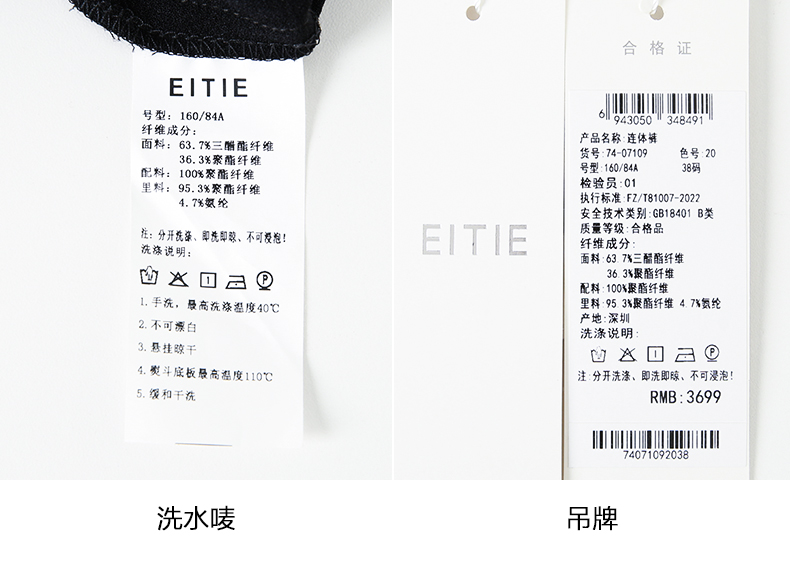 EITIE
号型：160/84A
纤维成分：
面料：63.7%三醋酯纤维
36.3%聚酯纤维
配料：100%聚酯纤维
里料：95.3%聚酯纤维
4.7%氨纶
注：分开洗涤、即洗即晾、不可浸泡！
洗涤说明：
1.手洗，最高洗涤温度40℃
2.不可漂白
3.悬挂晾干
4.熨斗底板最高温度110℃
5.缓和干洗
洗水唛
EITIE
合格证
6 943050 348491
产品名称:连体裤
货号:74-07109 色号:20
号型:160/84A 38码
检验员:01
执行标准:FZ/T81007-2022
安全技术类别:GB18401 B类
质量等级:合格品
纤维成分:
面料:63.7%三醋酯纤维
36.3%聚酯纤维
配料:100%聚酯纤维
里料:95.3%聚酯纤维 4.7%氨纶
产地:深圳
洗涤说明:
注:分开洗涤、即洗即晾、不可浸泡!
RMB:3699
74071092038
吊牌